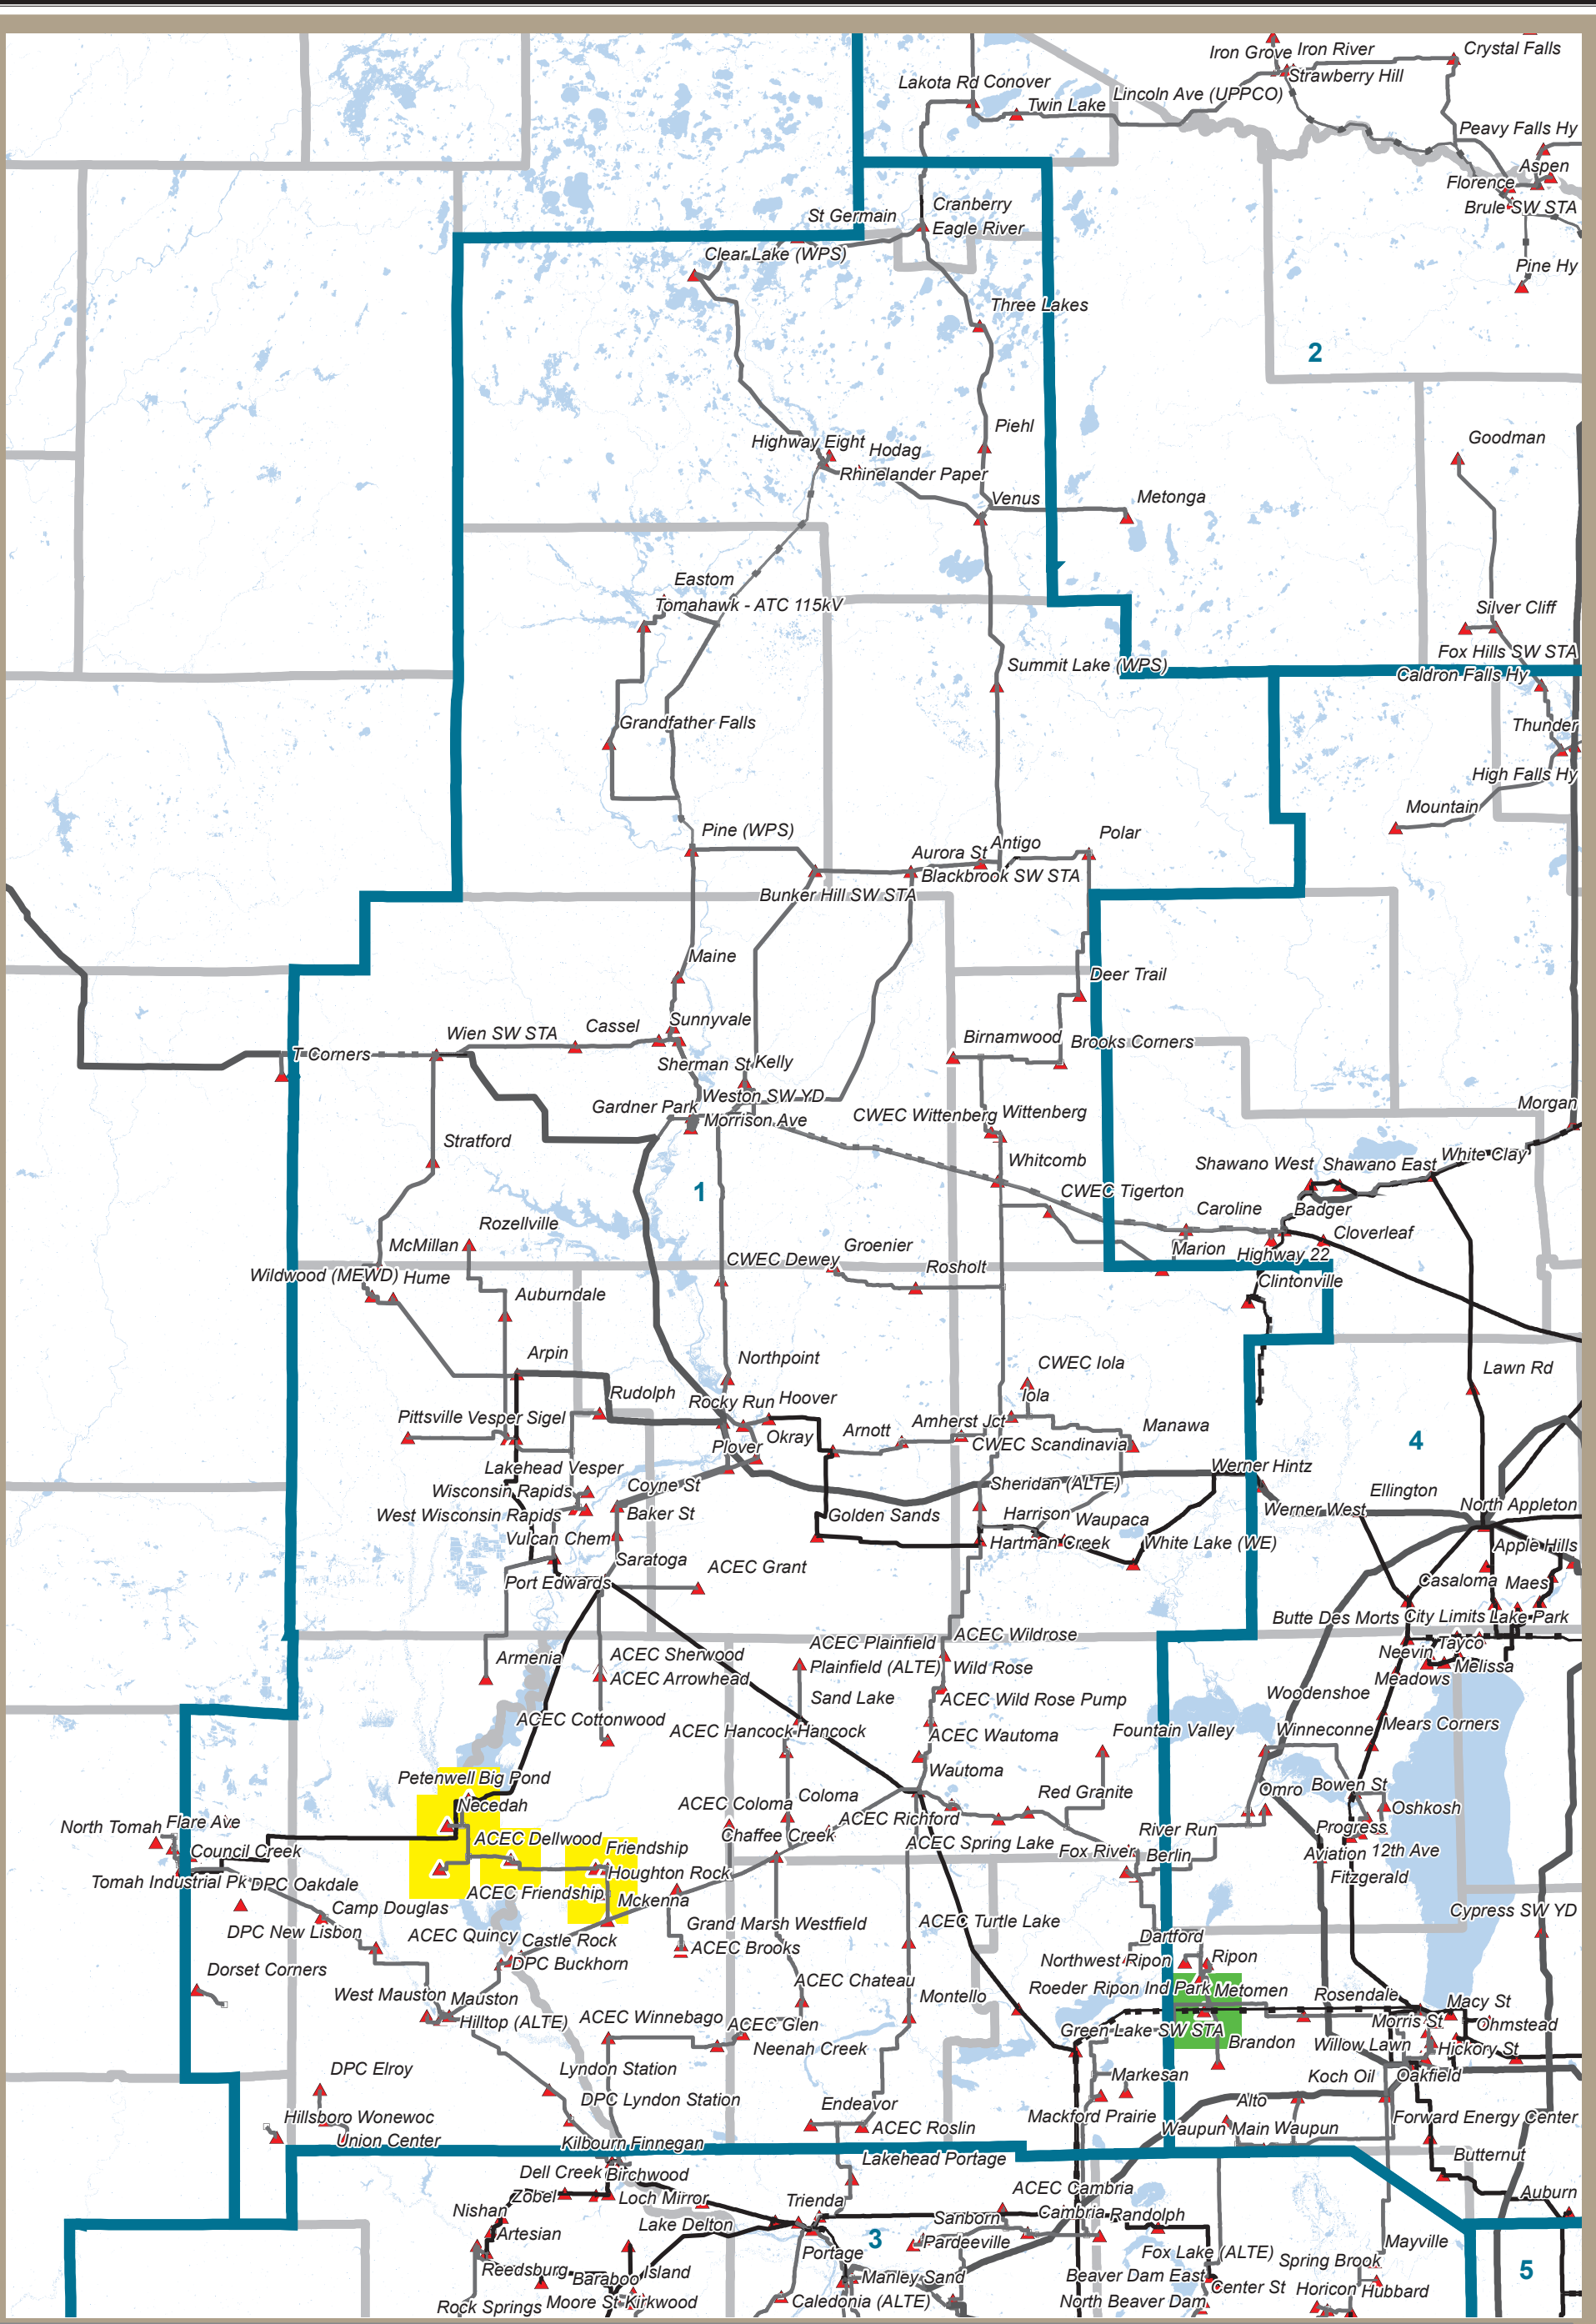 Iron Grove Iron River
Crystal Falls
Strawberry Hill
Lakota Rd Conover
Lincoln Ave (UPPCO)
Twin Lake
Peavy Falls Hy
Aspen
Florence
Brule SW STA
Cranberry
St Germain
Eagle River
Clear Lake (WPS)
Pine Hy
Three Lakes
2
Piehl
Goodman
Highway Eight
Hodag
Rhinelander Paper
Venus
Metonga
Eastom
Tomahawk - ATC 115kV
Silver Cliff
Fox Hills SW STA
Summit Lake (WPS)
Caldron Falls Hy
Grandfather Falls
Thunder
High Falls Hy
Mountain
Pine (WPS)
Polar
Antigo
Aurora St
Blackbrook SW STA
Bunker Hill SW STA
Maine
Deer Trail
Sunnyvale
Cassel
Wien SW STA
Birnamwood
Brooks Corners
T Corners
Sherman St
Kelly
Weston SW YD
Gardner Park
Morrison Ave
CWEC Wittenberg
Wittenberg
Morgan
Stratford
White Clay
Whitcomb
Shawano West
Shawano East
1
CWEC Tigerton
Caroline
Badger
Rozellville
Cloverleaf
McMillan
Groenier
Marion
Highway 22
CWEC Dewey
Rosholt
Wildwood (MEWD)
Hume
Clintonville
Auburndale
Arpin
Northpoint
CWEC Iola
Lawn Rd
Rudolph
Rocky Run
Hoover
Iola
Pittsville
Vesper
Sigel
Amherst Jct
Manawa
Arnott
Okray
Plover
CWEC Scandinavia
4
Lakehead Vesper
Werner Hintz
Coyne St
Sheridan (ALTE)
Wisconsin Rapids
Ellington
North Appleton
Werner West
West Wisconsin Rapids
Baker St
Golden Sands
Harrison
Waupaca
Vulcan Chem
Hartman Creek
White Lake (WE)
Apple Hills
Saratoga
ACEC Grant
Port Edwards
Casaloma
Maes
Butte Des Morts
City Limits
Lake Park
ACEC Wildrose
ACEC Plainfield
Tayco
Neevin
ACEC Sherwood
Armenia
Plainfield (ALTE)
Wild Rose
Melissa
Meadows
ACEC Arrowhead
Woodenshoe
Sand Lake
ACEC Wild Rose Pump
ACEC Cottonwood
ACEC Hancock
Hancock
Fountain Valley
Winneconne
Mears Corners
ACEC Wautoma
Wautoma
Petenwell
Big Pond
Red Granite
Omro
Bowen St
Necedah
ACEC Coloma
Coloma
Oshkosh
North Tomah
Flare Ave
ACEC Richford
River Run
Progress
ACEC Dellwood
Chaffee Creek
ACEC Spring Lake
Council Creek
Friendship
Fox River
Berlin
Aviation
12th Ave
Houghton Rock
Fitzgerald
Tomah Industrial Pk
DPC Oakdale
ACEC Friendship
Mckenna
Camp Douglas
Cypress SW YD
DPC New Lisbon
ACEC Quincy
Grand Marsh
Westfield
ACEC Turtle Lake
Castle Rock
ACEC Brooks
Dartford
DPC Buckhorn
Northwest Ripon
Ripon
Dorset Corners
ACEC Chateau
Roeder
Ripon Ind Park
Metomen
West Mauston
Mauston
Montello
Rosendale
Macy St
Hilltop (ALTE)
ACEC Winnebago
ACEC Glen
Green Lake SW STA
Morris St
Ohmstead
Neenah Creek
Brandon
Willow Lawn
Hickory St
DPC Elroy
Lyndon Station
Markesan
Koch Oil
Oakfield
DPC Lyndon Station
Endeavor
Mackford Prairie
Alto
Hillsboro
Wonewoc
Forward Energy Center
ACEC Roslin
Waupun Main
Waupun
Union Center
Kilbourn
Finnegan
Butternut
Lakehead Portage
Dell Creek
Birchwood
ACEC Cambria
Auburn
Zobel
Loch Mirror
Trienda
Nishan
Sanborn
Cambria
Randolph
Artesian
Lake Delton
3
Pardeeville
Mayville
Portage
Fox Lake (ALTE)
Spring Brook
5
Reedsburg
Baraboo
Island
Manley Sand
Beaver Dam East
Center St
Rock Springs
Moore St
Kirkwood
Caledonia (ALTE)
North Beaver Dam
Horicon
Hubbard